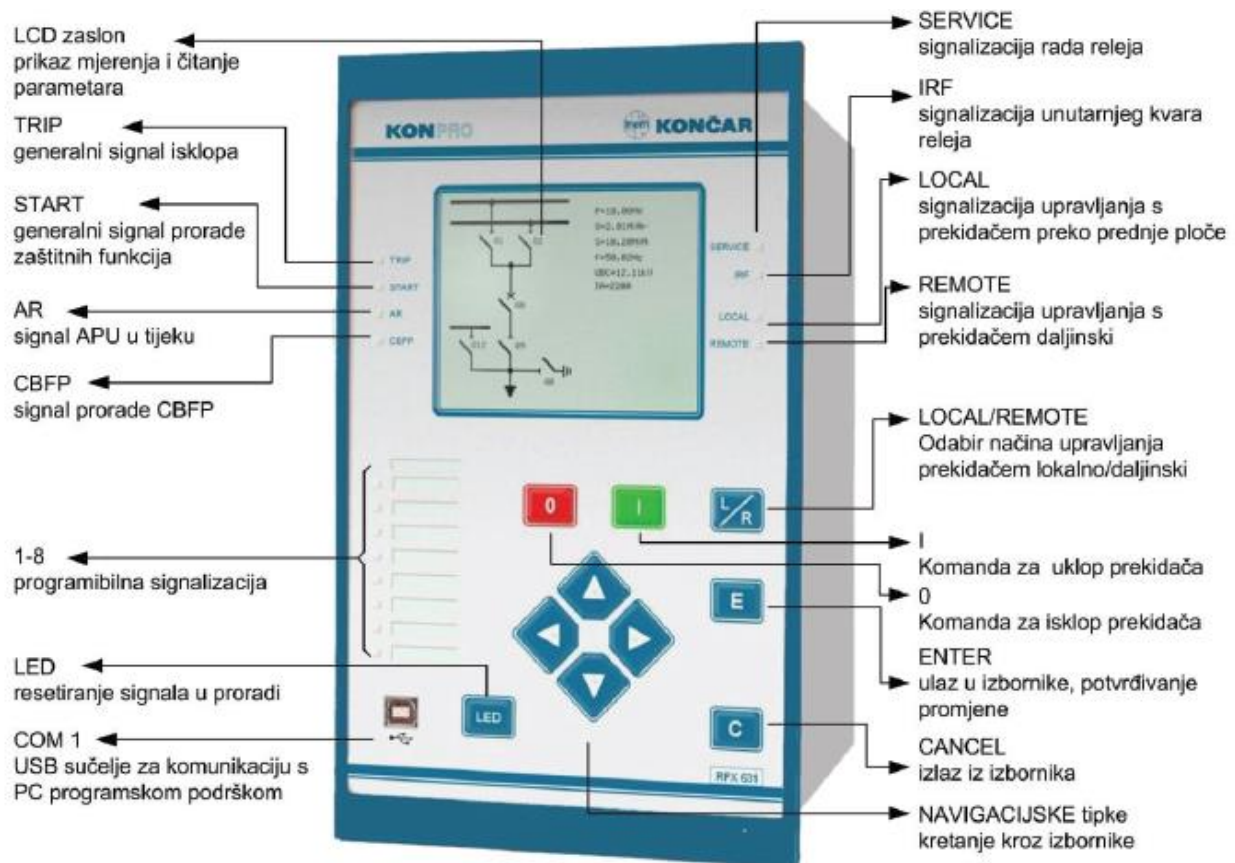 LCD zaslon
prikaz mjerenja i čitanje
parametara
TRIP
generalni signal isklopa
START
generalni signal prorade
zaštitnih funkcija
AR
signal APU u tijeku
CBFP
signal prorade CBFP
1-8
programibilna signalizacija
LED
resetiranje signala u proradi
COM 1
USB sučelje za komunikaciju s
PC programskom podrškom
KONPRO
KONČAR
TRIP
START
AR
CBFP
SERVICE
IRF
LOCAL
REMOTE
0
I
L/R
E
C
LED
RFX 631
SERVICE
signalizacija rada releja
IRF
signalizacija unutarnjeg kvara
releja
LOCAL
signalizacija upravljanja s
prekidačem preko prednje ploče
REMOTE
signalizacija upravljanja s
prekidačem daljinski
LOCAL/REMOTE
Odabir načina upravljanja
prekidačem lokalno/daljinski
I
Komanda za uklop prekidača
0
Komanda za isklop prekidača
ENTER
ulaz u izbornike, potvrđivanje
promjene
CANCEL
izlaz iz izbornika
NAVIGACIJSKE tipke
kretanje kroz izbornike